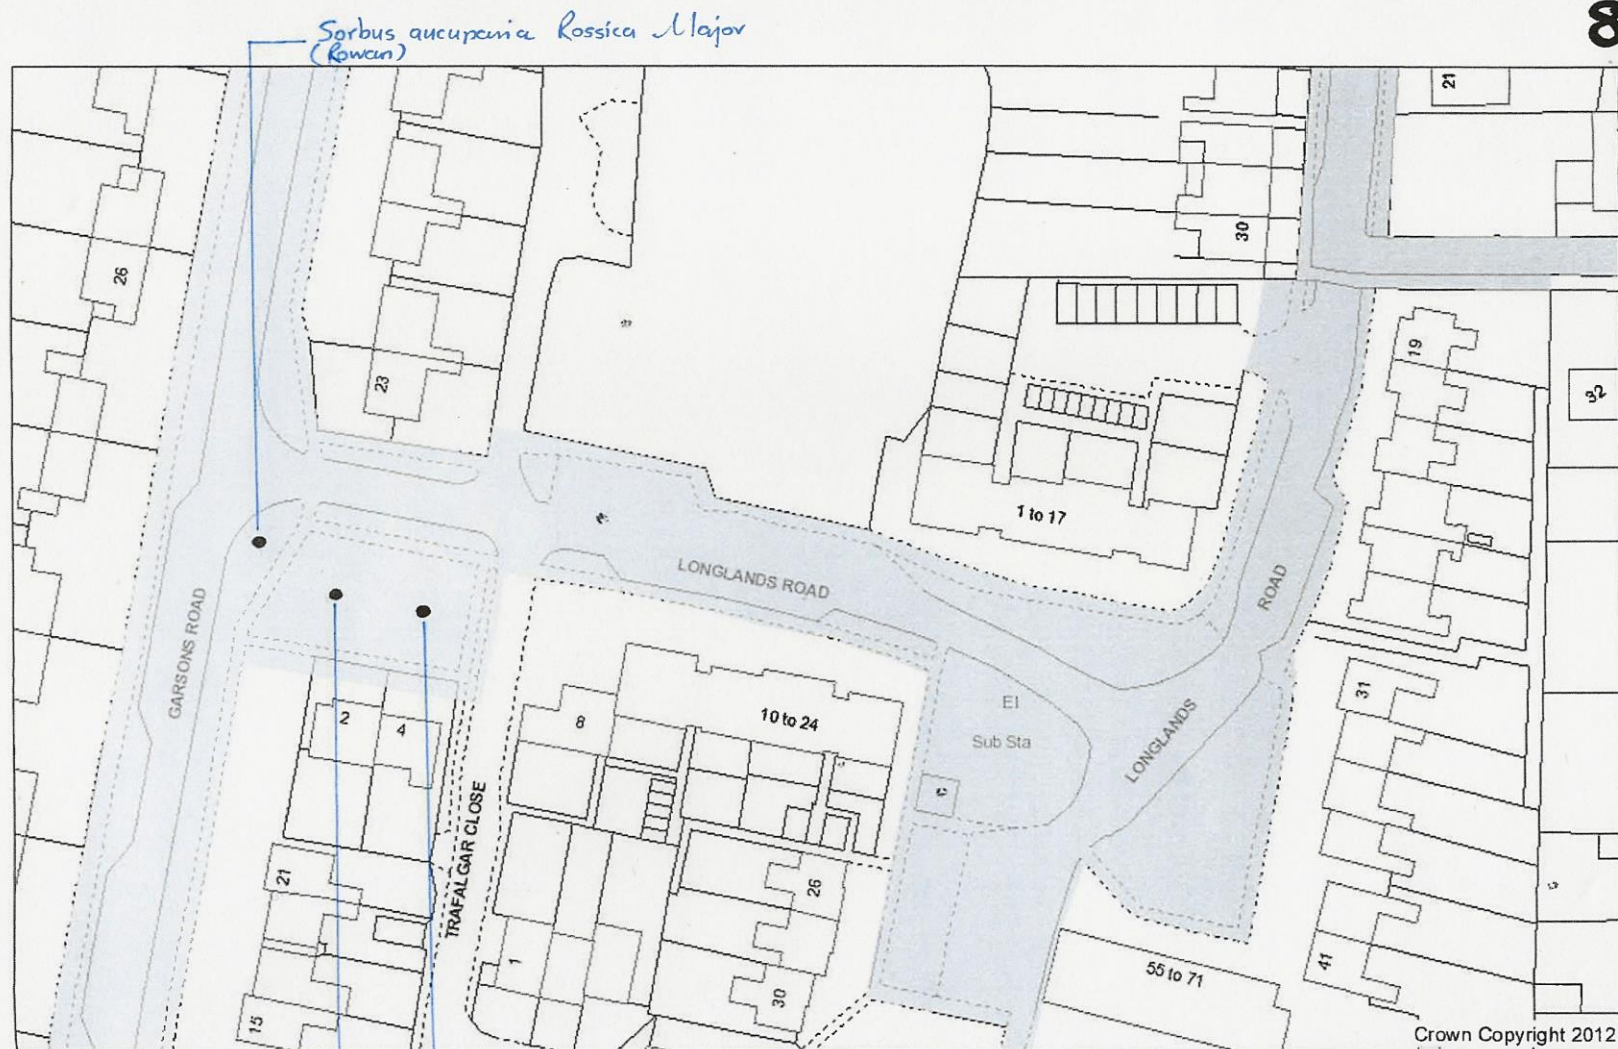 8
Sorbus aucuparia Rossica Major
(Rowan)
21
26
30
23
19
32
1 to 17
LONGLANDS ROAD
ROAD
GARSONS ROAD
El
Sub Sta
LONGLANDS
31
2
4
8
10 to 24
TRAFALGAR CLOSE
21
26
1
30
15
55 to 71
41
Crown Copyright 2012